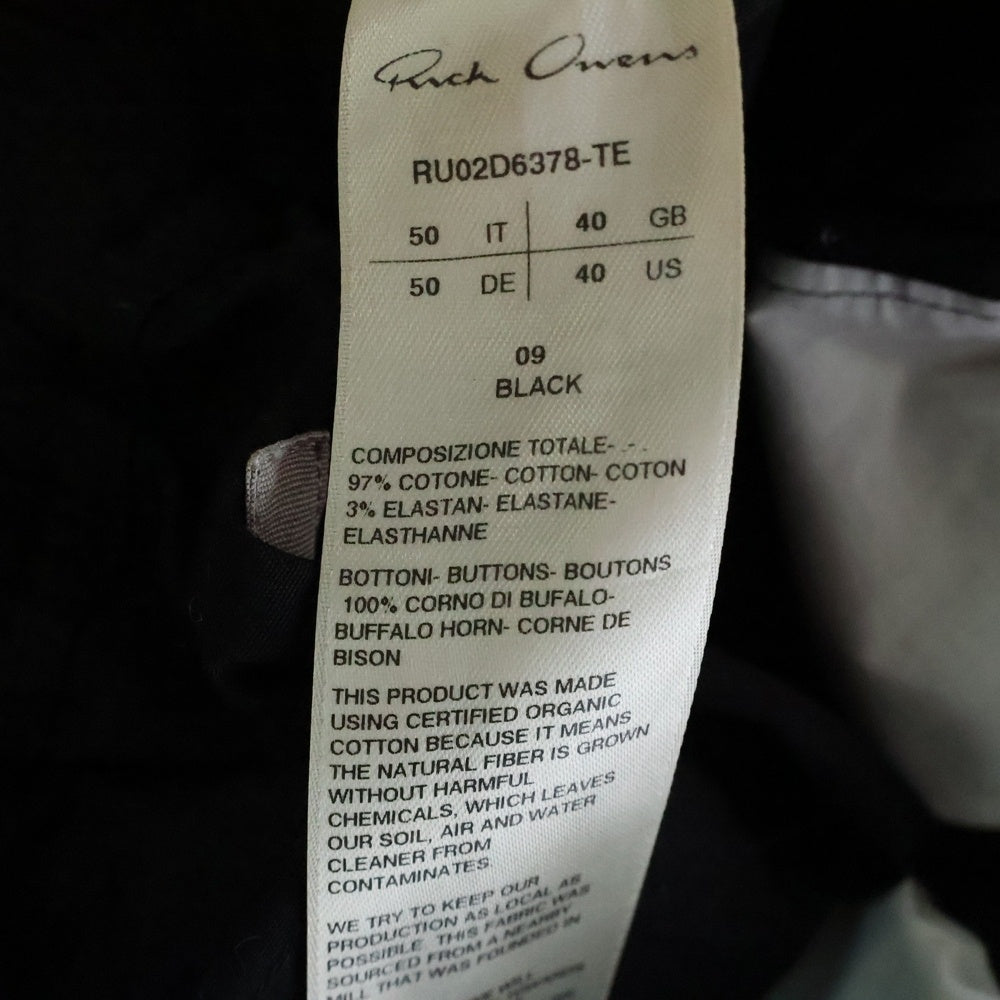 Rick Owens
RU02D6378-TE
50 IT 40 GB
50 DE 40 US
09
BLACK
COMPOSIZIONE TOTALE- - .
97% COTONE- COTTON- COTON
3% ELASTAN- ELASTANE-
ELASTHANNE
BOTTONI- BUTTONS- BOUTONS
100% CORNO DI BUFALO-
BUFFALO HORN- CORNE DE
BISON
THIS PRODUCT WAS MADE
USING CERTIFIED ORGANIC
COTTON BECAUSE IT MEANS
THE NATURAL FIBER IS GROWN
WITHOUT HARMFUL
CHEMICALS, WHICH LEAVES
OUR SOIL, AIR AND WATER
CLEANER FROM
CONTAMINATES.
WE TRY TO KEEP OUR
PRODUCTION AS LOCAL AS
POSSIBLE THIS FABRIC WAS
SOURCED FROM A NEARBY
MILL THAT WAS FOUNDED IN
WILL